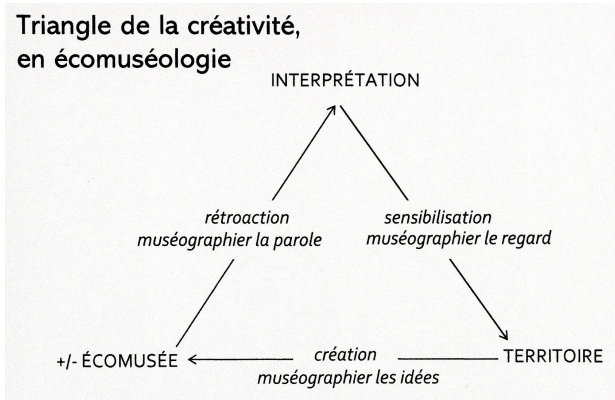 Triangle de la créativité,
en écomuséologie
INTERPRÉTATION
rétroaction
muséographier la parole
sensibilisation
muséographier le regard
+/- ÉCOMUSÉE
création
muséographier les idées
TERRITOIRE